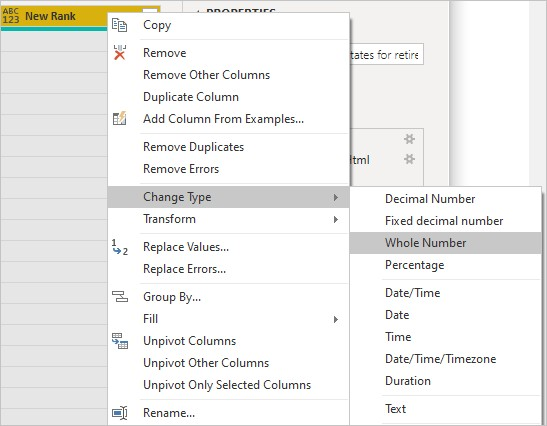 ABC
123
New Rank
PROPERTIES
Copy
Remove
Remove Other Columns
Duplicate Column
Add Column From Examples...
Remove Duplicates
Remove Errors
Change Type
Transform
1
2
Replace Values...
Replace Errors...
Group By...
Fill
Unpivot Columns
Unpivot Other Columns
Unpivot Only Selected Columns
Rename...
tates for retire
html
Decimal Number
Fixed decimal number
Whole Number
Percentage
Date/Time
Date
Time
Date/Time/Timezone
Duration
Text